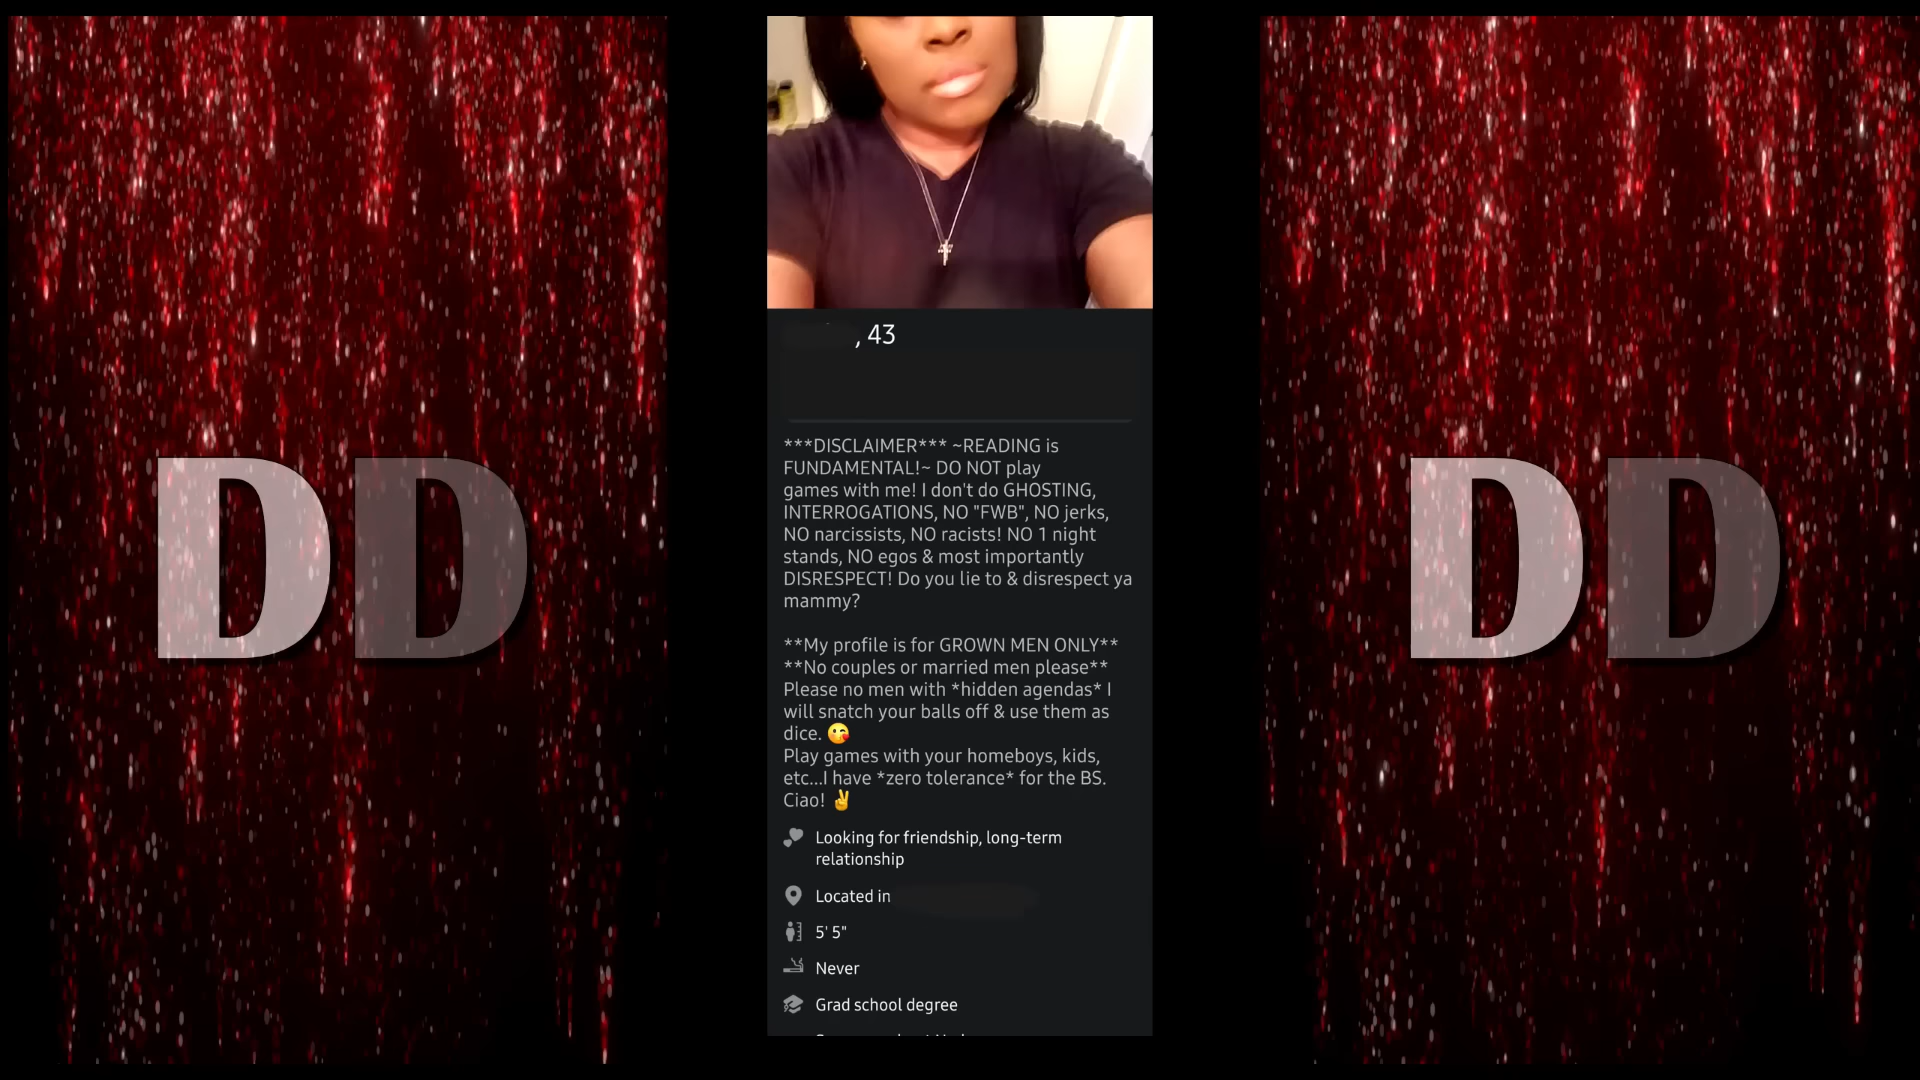 DD
, 43
***DISCLAIMER*** ~READING is
FUNDAMENTAL!~ DO NOT play
games with me! I don't do GHOSTING,
INTERROGATIONS, NO "FWB", NO jerks,
NO narcissists, NO racists! NO 1 night
stands, NO egos & most importantly
DISRESPECT! Do you lie to & disrespect ya
mammy?
**My profile is for GROWN MEN ONLY**
**No couples or married men please**
Please no men with *hidden agendas* I
will snatch your balls off & use them as
dice. 😘
Play games with your homeboys, kids,
etc...I have *zero tolerance* for the BS.
Ciao! ✌️
Looking for friendship, long-term
relationship
Located in
5' 5"
Never
Grad school degree
DD